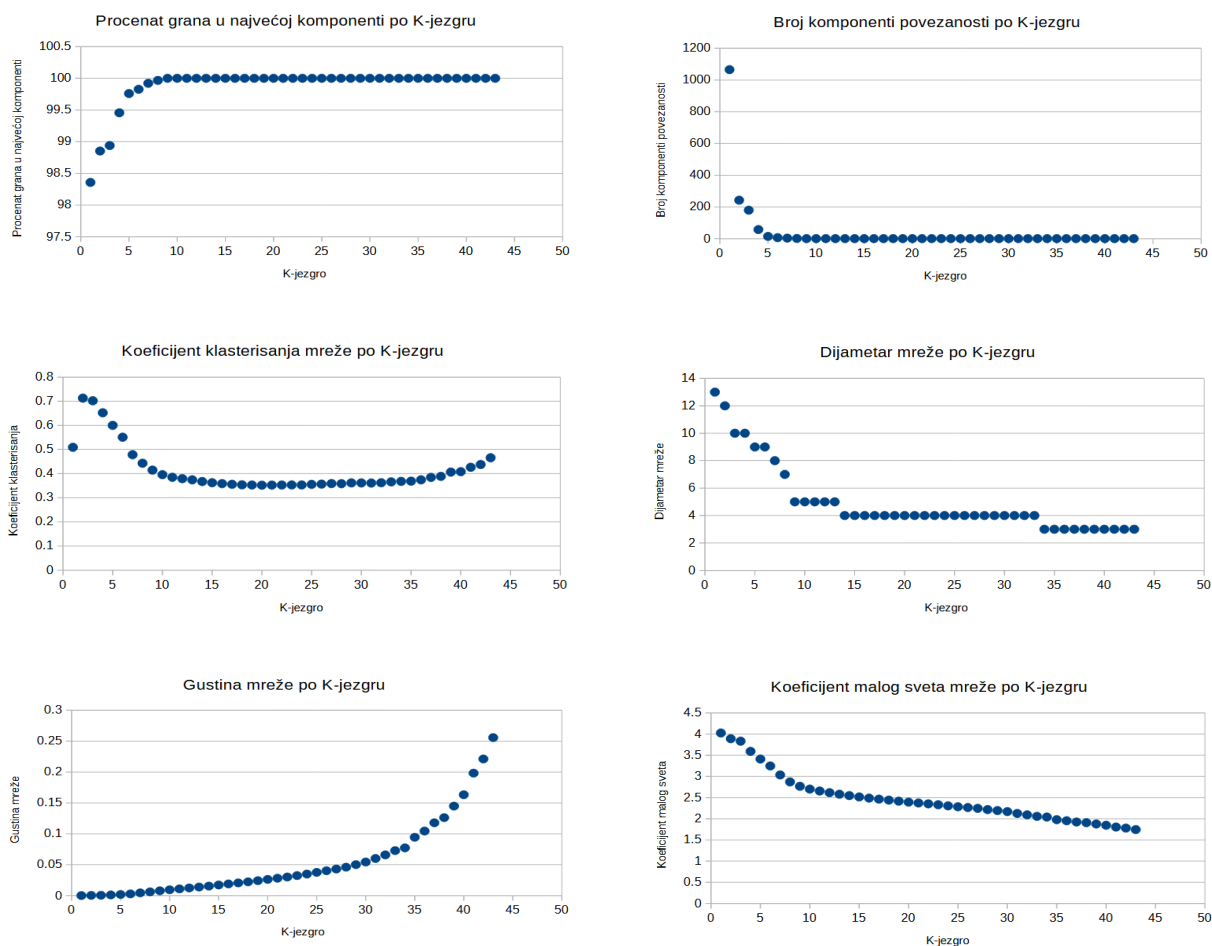 Procenat grana u najvećoj komponenti po K-jezgru
Procenat grana u najvećoj komponenti
100.5
100
99.5
99
98.5
98
97.5
0 5 10 15 20 25 30 35 40 45 50
K-jezgro
Broj komponenti povezanosti po K-jezgru
Broj komponenti povezanosti
1200
1000
800
600
400
200
0
0 5 10 15 20 25 30 35 40 45 50
K-jezgro
Koeficijent klasterisanja mreže po K-jezgru
Koeficijent klasterisanja
0.8
0.7
0.6
0.5
0.4
0.3
0.2
0.1
0
0 5 10 15 20 25 30 35 40 45 50
K-jezgro
Dijametar mreže po K-jezgru
Dijametar mreže
14
12
10
8
6
4
2
0
0 5 10 15 20 25 30 35 40 45 50
K-jezgro
Gustina mreže po K-jezgru
Gustina mreže
0.3
0.25
0.2
0.15
0.1
0.05
0
0 5 10 15 20 25 30 35 40 45 50
K-jezgro
Koeficijent malog sveta mreže po K-jezgru
Koeficijent malog sveta
4.5
4
3.5
3
2.5
2
1.5
1
0.5
0
0 5 10 15 20 25 30 35 40 45 50
K-jezgro